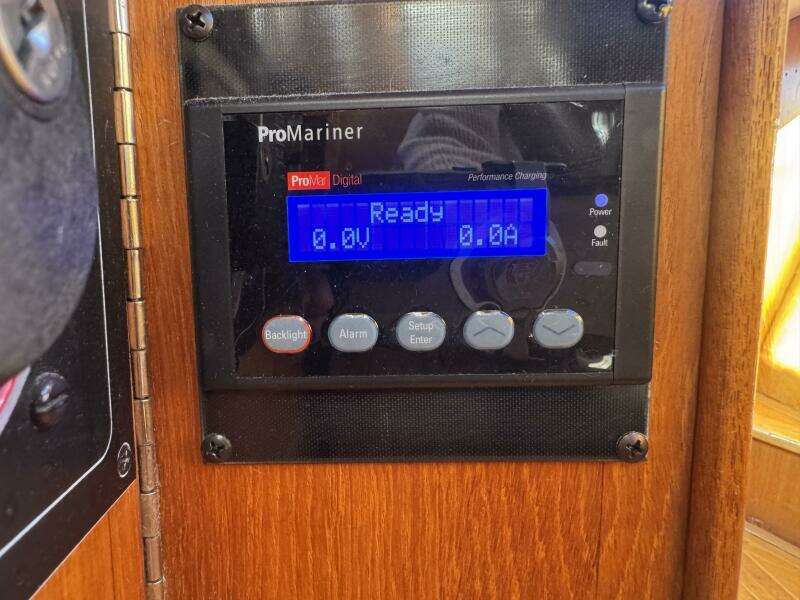 ProMariner
ProMar Digital
Performance Charging
Ready
0.0V 0.0A
Power
Fault
Backlight
Alarm
Setup
Enter